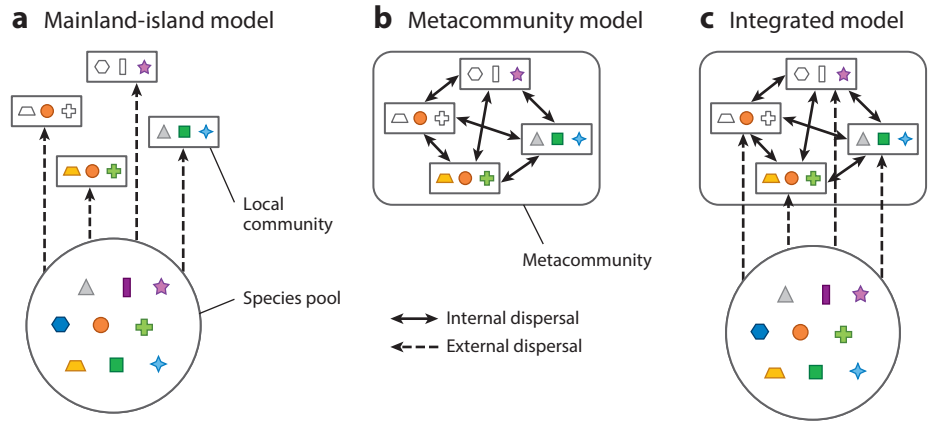 a Mainland-island model
b Metacommunity model
c Integrated model
Local
community
Species pool
Metacommunity
Internal dispersal
External dispersal